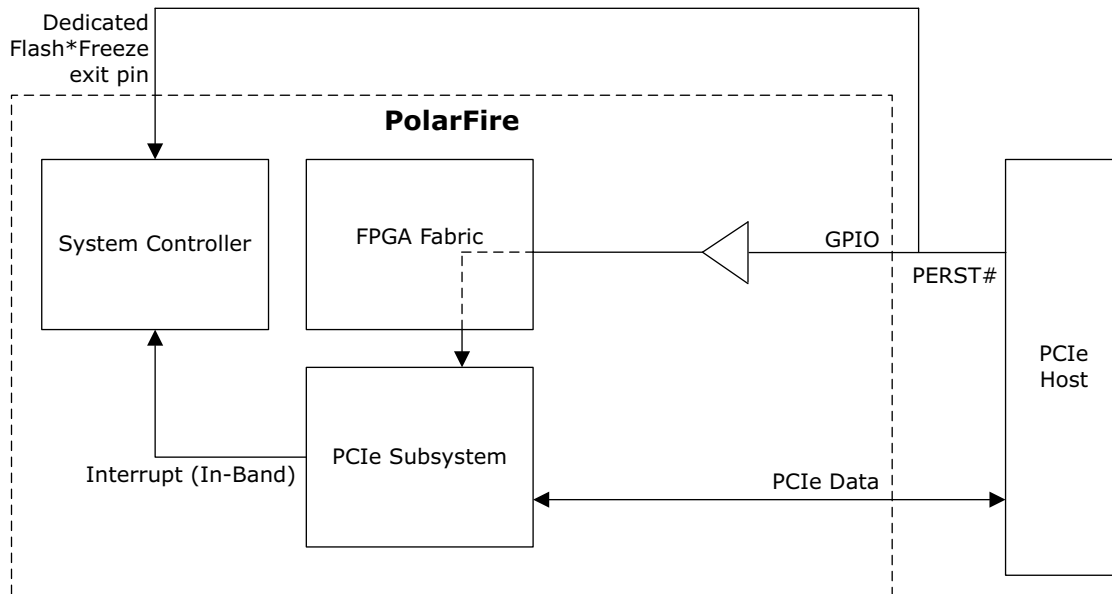 Dedicated
Flash*Freeze
exit pin
PolarFire
System Controller
FPGA Fabric
GPIO
PERST#
PCIe
Host
PCIe Subsystem
Interrupt (In-Band)
PCIe Data